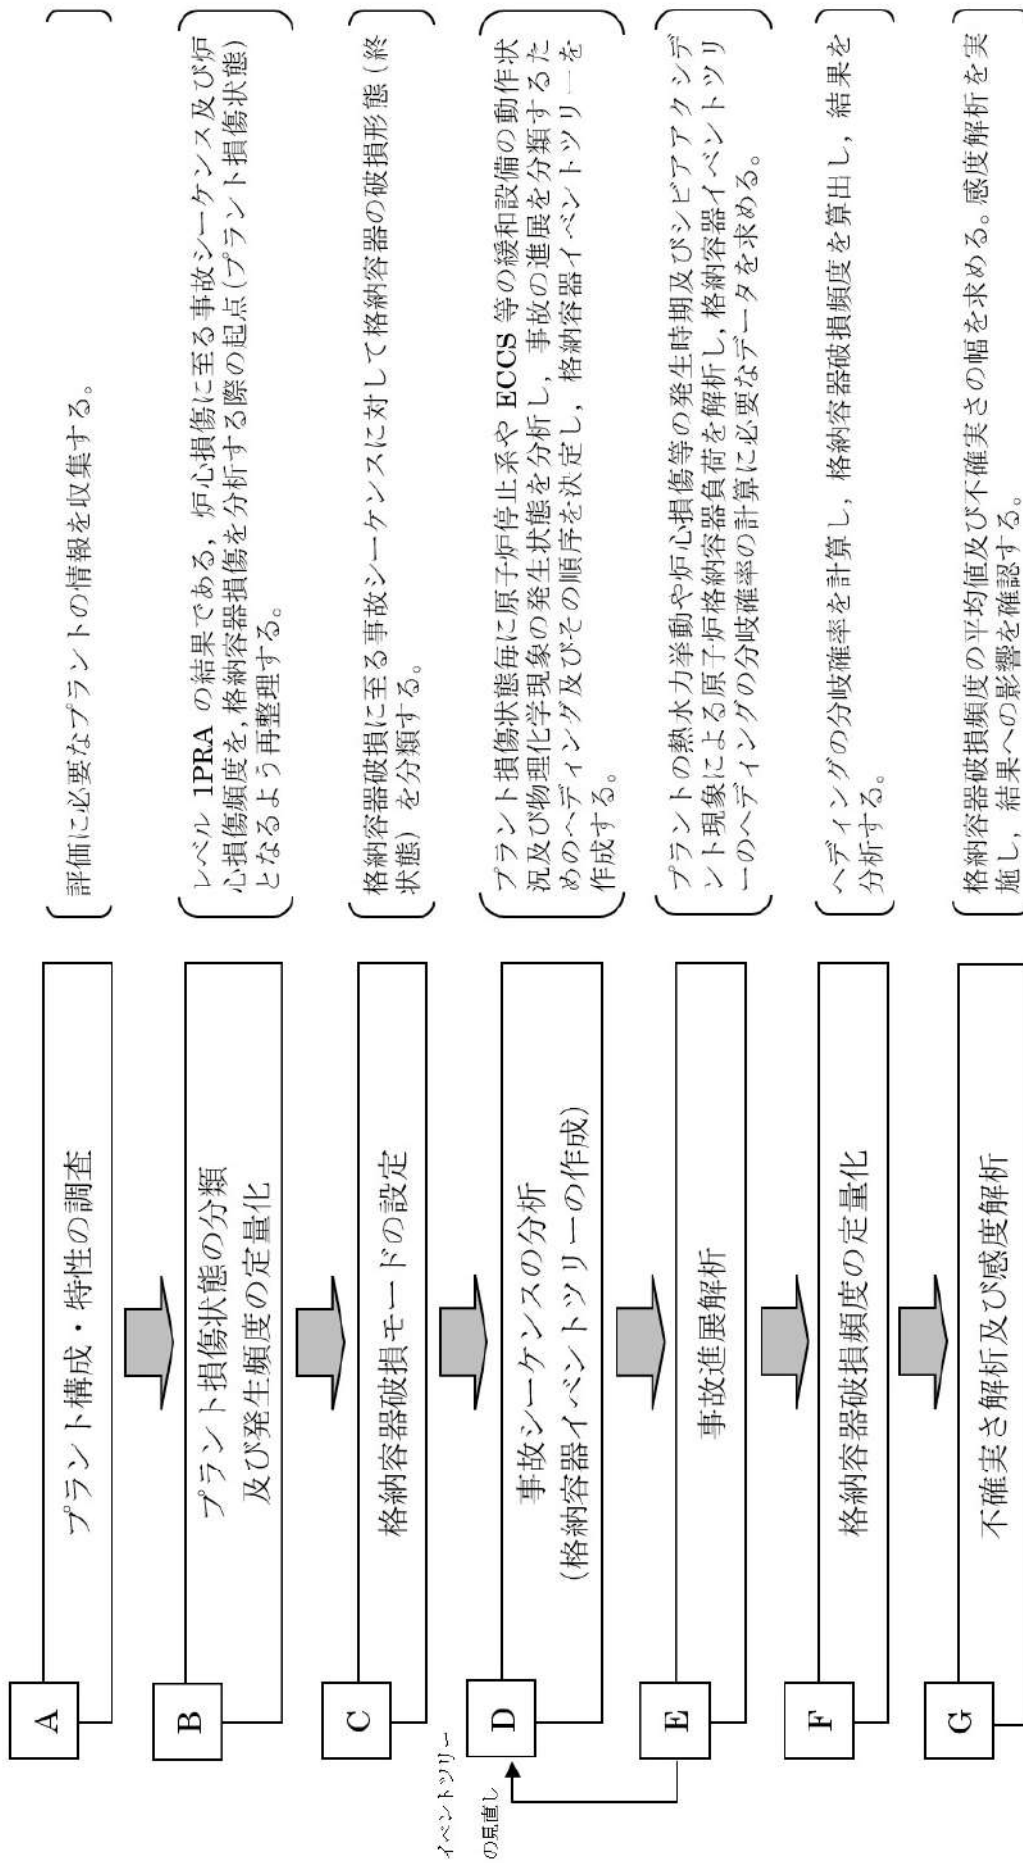 A
プラント構成・特性の調査
評価に必要なプラントの情報を収集する。
B
プラント損傷状態の分類
及び発生頻度の定量化
レベル 1PRA の結果である，炉心損傷に至る事故シーケンス及び炉
心損傷頻度を，格納容器損傷を分析する際の起点(プラント損傷状態)
となるよう再整理する。
C
格納容器破損モードの設定
格納容器破損に至る事故シーケンスに対して格納容器の破損形態（終
状態）を分類する。
D
事故シーケンスの分析
(格納容器イベントツリーの作成)
プラント損傷状態毎に原子炉停止系や ECCS 等の緩和設備の動作状
況及び物理化学現象の発生状態を分析し，事故の進展を分類するた
めのヘディング及びその順序を決定し，格納容器イベントツリーを
作成する。
イベントツリー
の見直し
E
事故進展解析
プラントの熱水力挙動や炉心損傷等の発生時期及びシビアアクシデ
ント現象による原子炉格納容器負荷を解析し，格納容器イベントツリ
ーのヘディングの分岐確率の計算に必要なデータを求める。
F
格納容器破損頻度の定量化
ヘディングの分岐確率を計算し，格納容器破損頻度を算出し，結果を
分析する。
G
不確実さ解析及び感度解析
格納容器破損頻度の平均値及び不確実さの幅を求める。感度解析を実
施し，結果への影響を確認する。